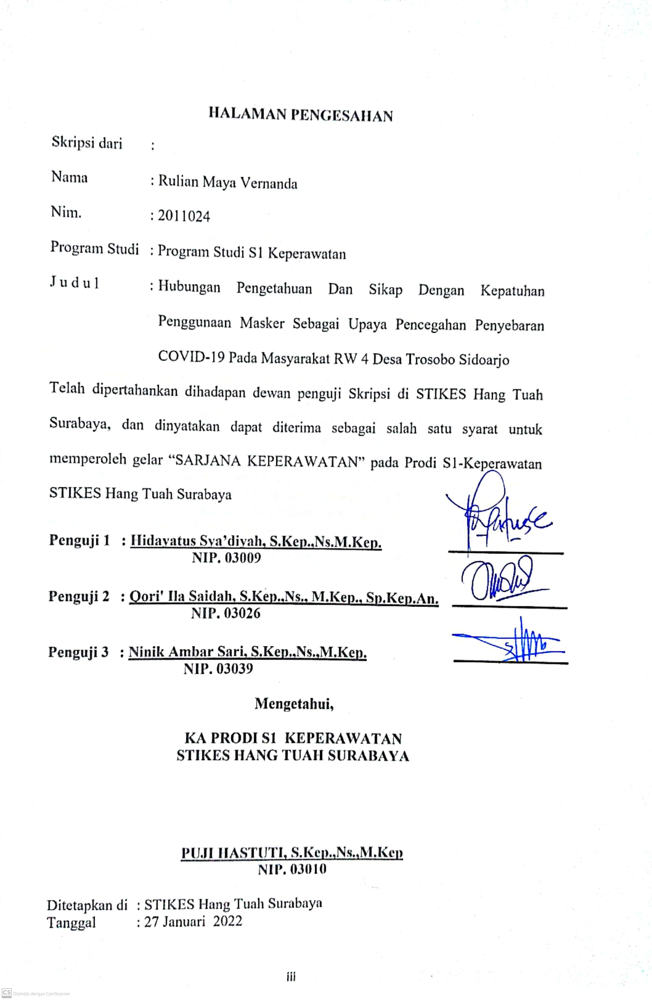 HALAMAN PENGESAHAN
Skripsi dari :
Nama : Rulian Maya Vernanda
Nim. : 2011024
Program Studi : Program Studi S1 Keperawatan
J u d u l : Hubungan Pengetahuan Dan Sikap Dengan Kepatuhan
Penggunaan Masker Sebagai Upaya Pencegahan Penyebaran
COVID-19 Pada Masyarakat RW 4 Desa Trosobo Sidoarjo
Telah dipertahankan dihadapan dewan penguji Skripsi di STIKES Hang Tuah
Surabaya, dan dinyatakan dapat diterima sebagai salah satu syarat untuk
memperoleh gelar “SARJANA KEPERAWATAN” pada Prodi S1-Keperawatan
STIKES Hang Tuah Surabaya
Penguji 1 : Hidayatus Sya’diyah, S.Kep.,Ns.M.Kep.
NIP. 03009
Penguji 2 : Qori' Ila Saidah, S.Kep.,Ns., M.Kep., Sp.Kep.An.
NIP. 03026
Penguji 3 : Ninik Ambar Sari, S.Kep.,Ns.,M.Kep.
NIP. 03039
Mengetahui,
KA PRODI S1 KEPERAWATAN
STIKES HANG TUAH SURABAYA
PUJI HASTUTI, S.Kep.,Ns.,M.Kep
NIP. 03010
Ditetapkan di : STIKES Hang Tuah Surabaya
Tanggal : 27 Januari 2022
iii
CS Dipindai dengan CamScanner